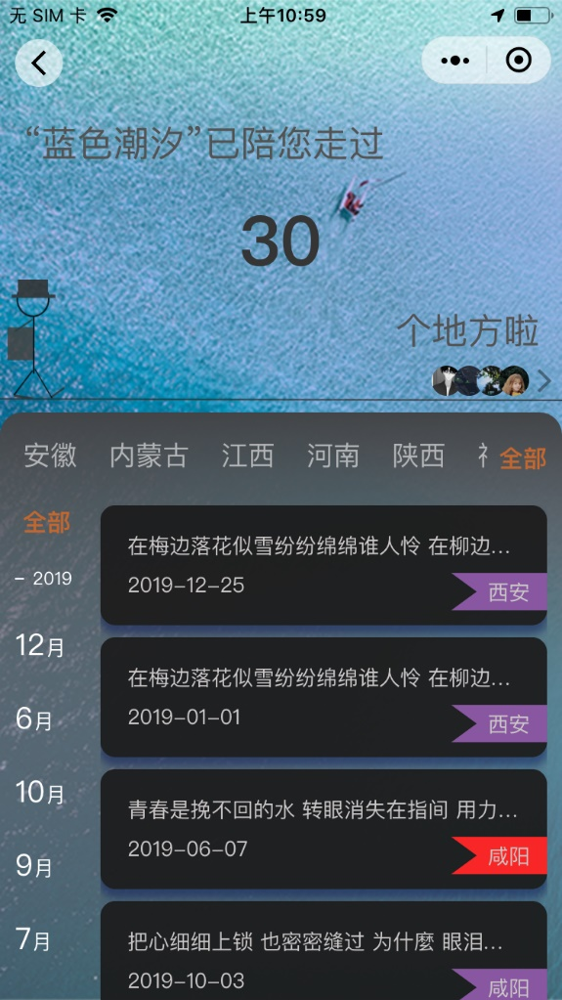 无 SIM 卡
上午10:59
“蓝色潮汐”已陪您走过
30
个地方啦
安徽 内蒙古 江西 河南 陕西 全部
全部
– 2019
12月
6月
10月
9月
7月
在梅边落花似雪纷纷绵绵谁人怜 在柳边...
2019-12-25
西安
在梅边落花似雪纷纷绵绵谁人怜 在柳边...
2019-01-01
西安
青春是挽不回的水 转眼消失在指间 用力...
2019-06-07
咸阳
把心细细上锁 也密密缝过 为什麼 眼泪...
2019-10-03
咸阳